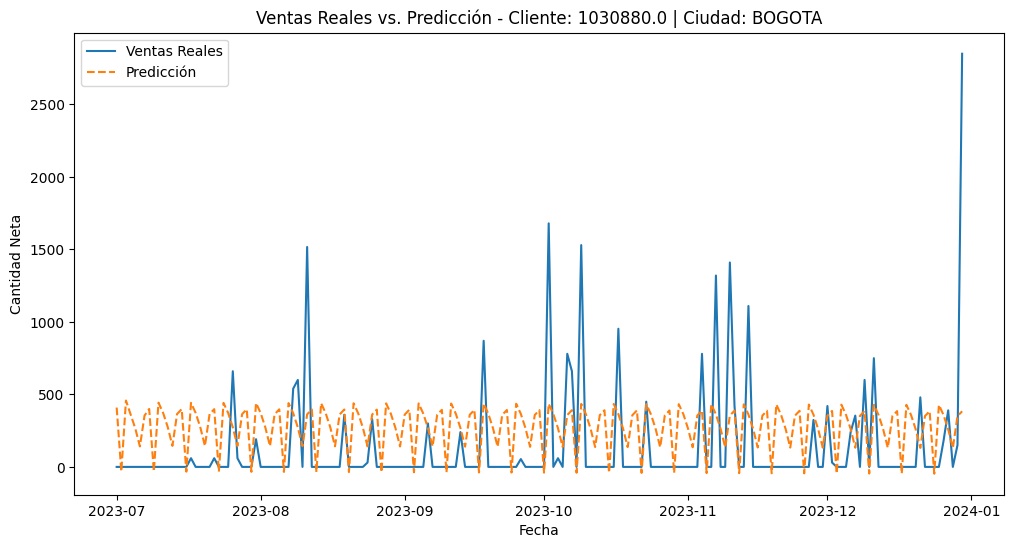 Ventas Reales vs. Predicción - Cliente: 1030880.0 | Ciudad: BOGOTA
Ventas Reales
Predicción
Cantidad Neta
2500
2000
1500
1000
500
0
2023-07
2023-08
2023-09
2023-10
2023-11
2023-12
2024-01
Fecha